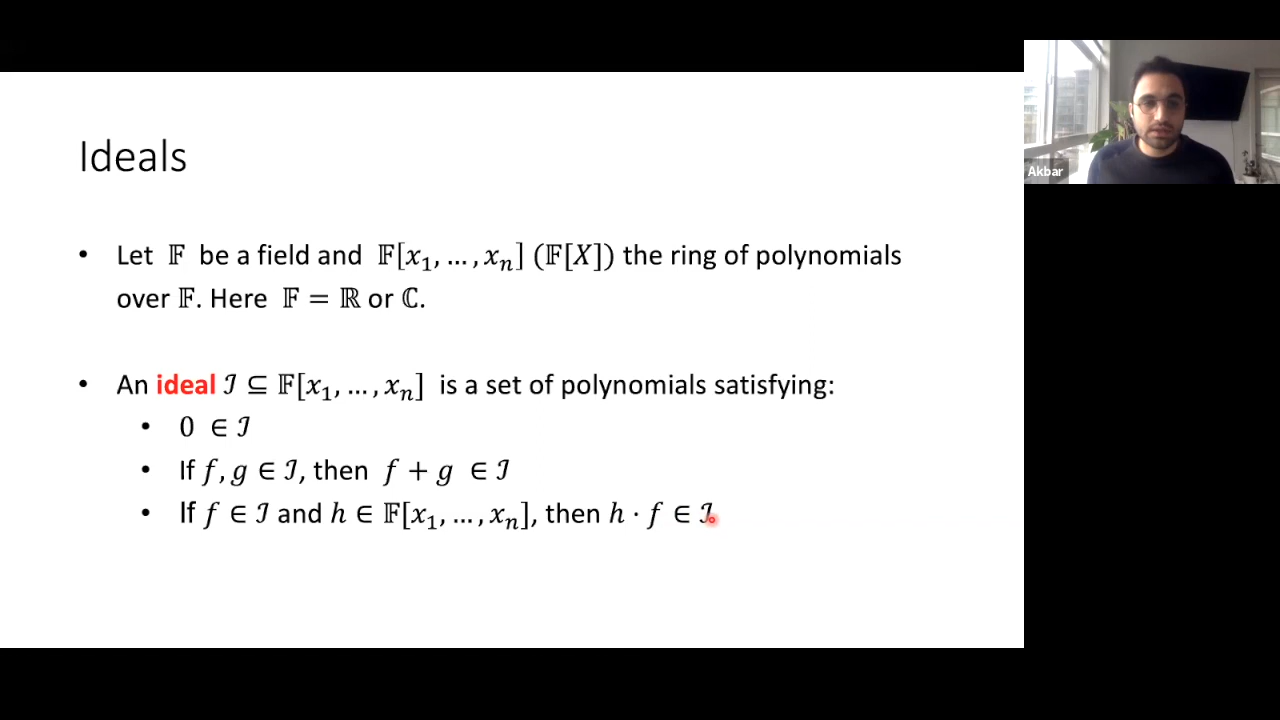 Ideals
• Let 𝔽 be a field and 𝔽[x₁, … , xₙ] (𝔽[X]) the ring of polynomials
over 𝔽. Here 𝔽 = ℝ or ℂ.
• An ideal ℐ ⊆ 𝔽[x₁, … , xₙ] is a set of polynomials satisfying:
• 0 ∈ ℐ
• If f, g ∈ ℐ, then f + g ∈ ℐ
• If f ∈ ℐ and h ∈ 𝔽[x₁, … , xₙ], then h · f ∈ ℐ
Akbar